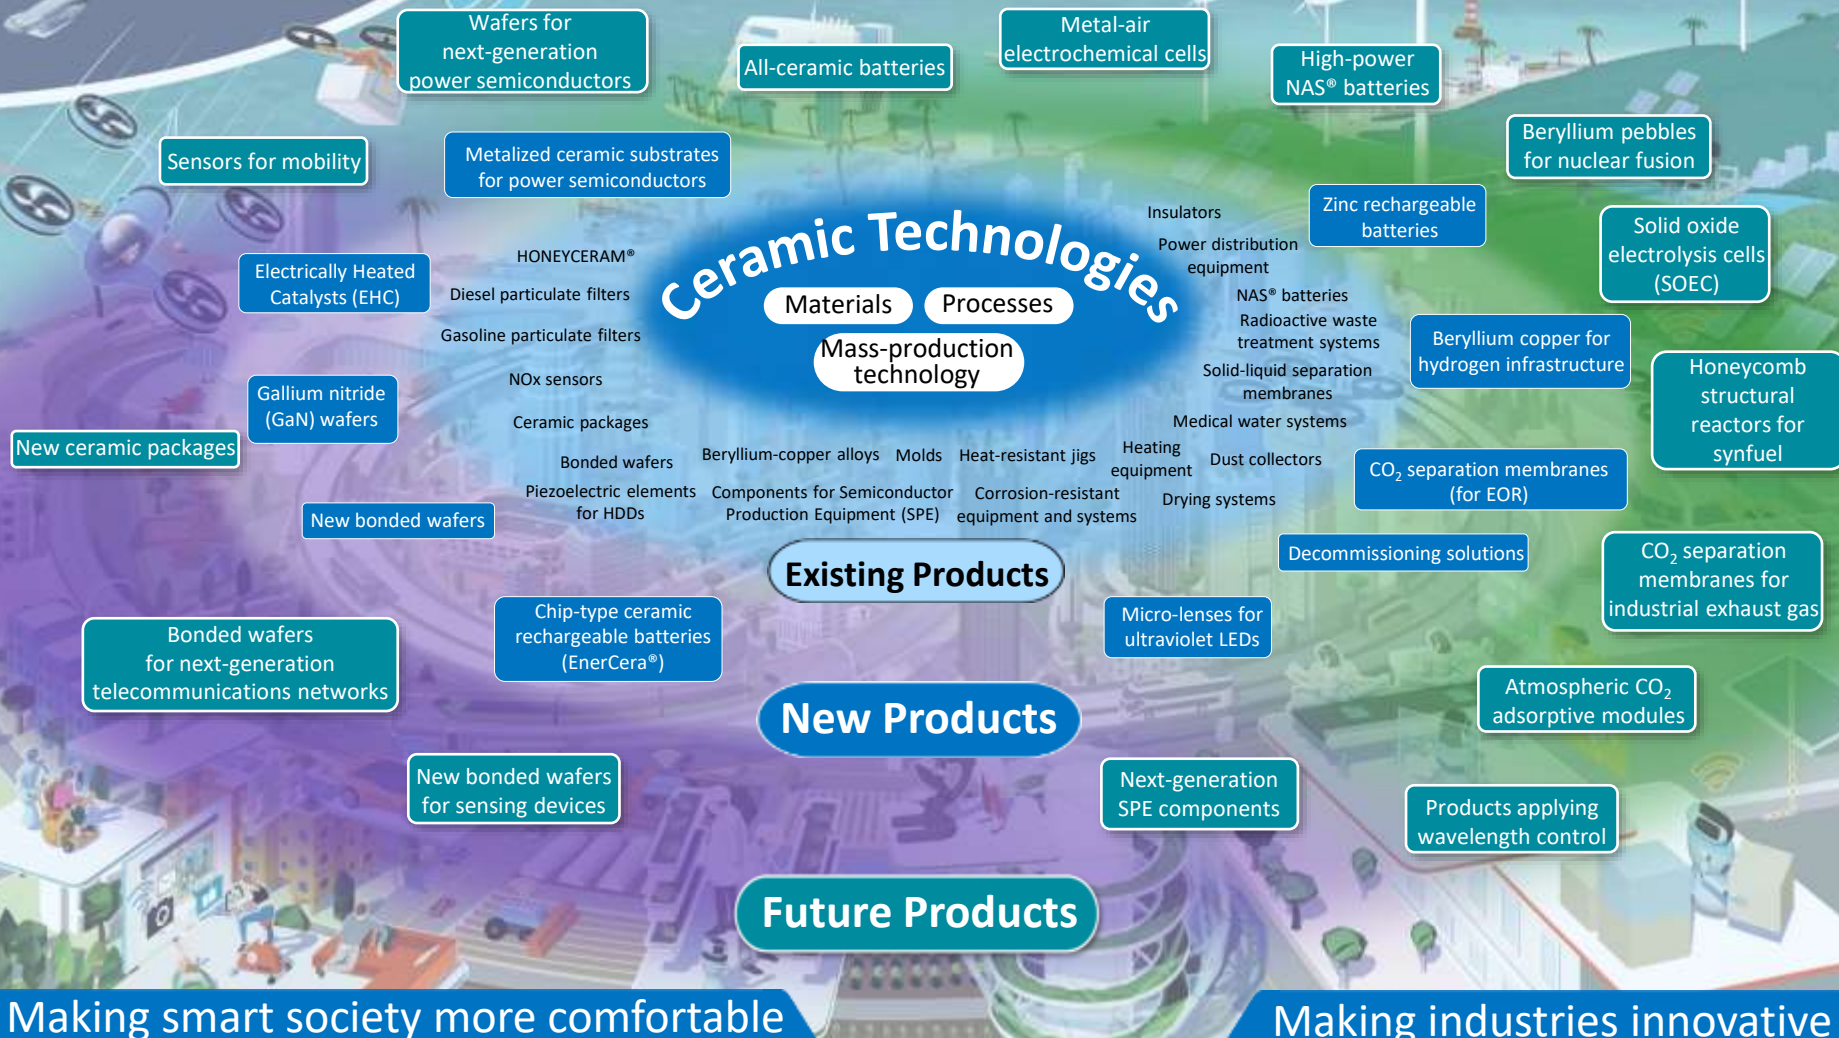 Wafers for
next-generation
power semiconductors
All-ceramic batteries
Metal-air
electrochemical cells
High-power
NAS® batteries
Beryllium pebbles
for nuclear fusion
Sensors for mobility
Metalized ceramic substrates
for power semiconductors
Zinc rechargeable
batteries
Solid oxide
electrolysis cells
(SOEC)
Ceramic Technologies
Materials
Processes
Mass-production
technology
HONEYCERAM®
Diesel particulate filters
Gasoline particulate filters
NOx sensors
Ceramic packages
Bonded wafers
Piezoelectric elements
for HDDs
Beryllium-copper alloys
Molds
Heat-resistant jigs
Heating
equipment
Dust collectors
Components for Semiconductor
Production Equipment (SPE)
Corrosion-resistant
equipment and systems
Drying systems
Insulators
Power distribution
equipment
NAS® batteries
Radioactive waste
treatment systems
Solid-liquid separation
membranes
Medical water systems
Electrically Heated
Catalysts (EHC)
Gallium nitride
(GaN) wafers
New ceramic packages
New bonded wafers
Beryllium copper for
hydrogen infrastructure
Honeycomb
structural
reactors for
synfuel
CO₂ separation membranes
(for EOR)
Decommissioning solutions
CO₂ separation
membranes for
industrial exhaust gas
Existing Products
Chip-type ceramic
rechargeable batteries
(EnerCera®)
Micro-lenses for
ultraviolet LEDs
Bonded wafers
for next-generation
telecommunications networks
New Products
Atmospheric CO₂
adsorptive modules
New bonded wafers
for sensing devices
Next-generation
SPE components
Products applying
wavelength control
Future Products
Making smart society more comfortable
Making industries innovative